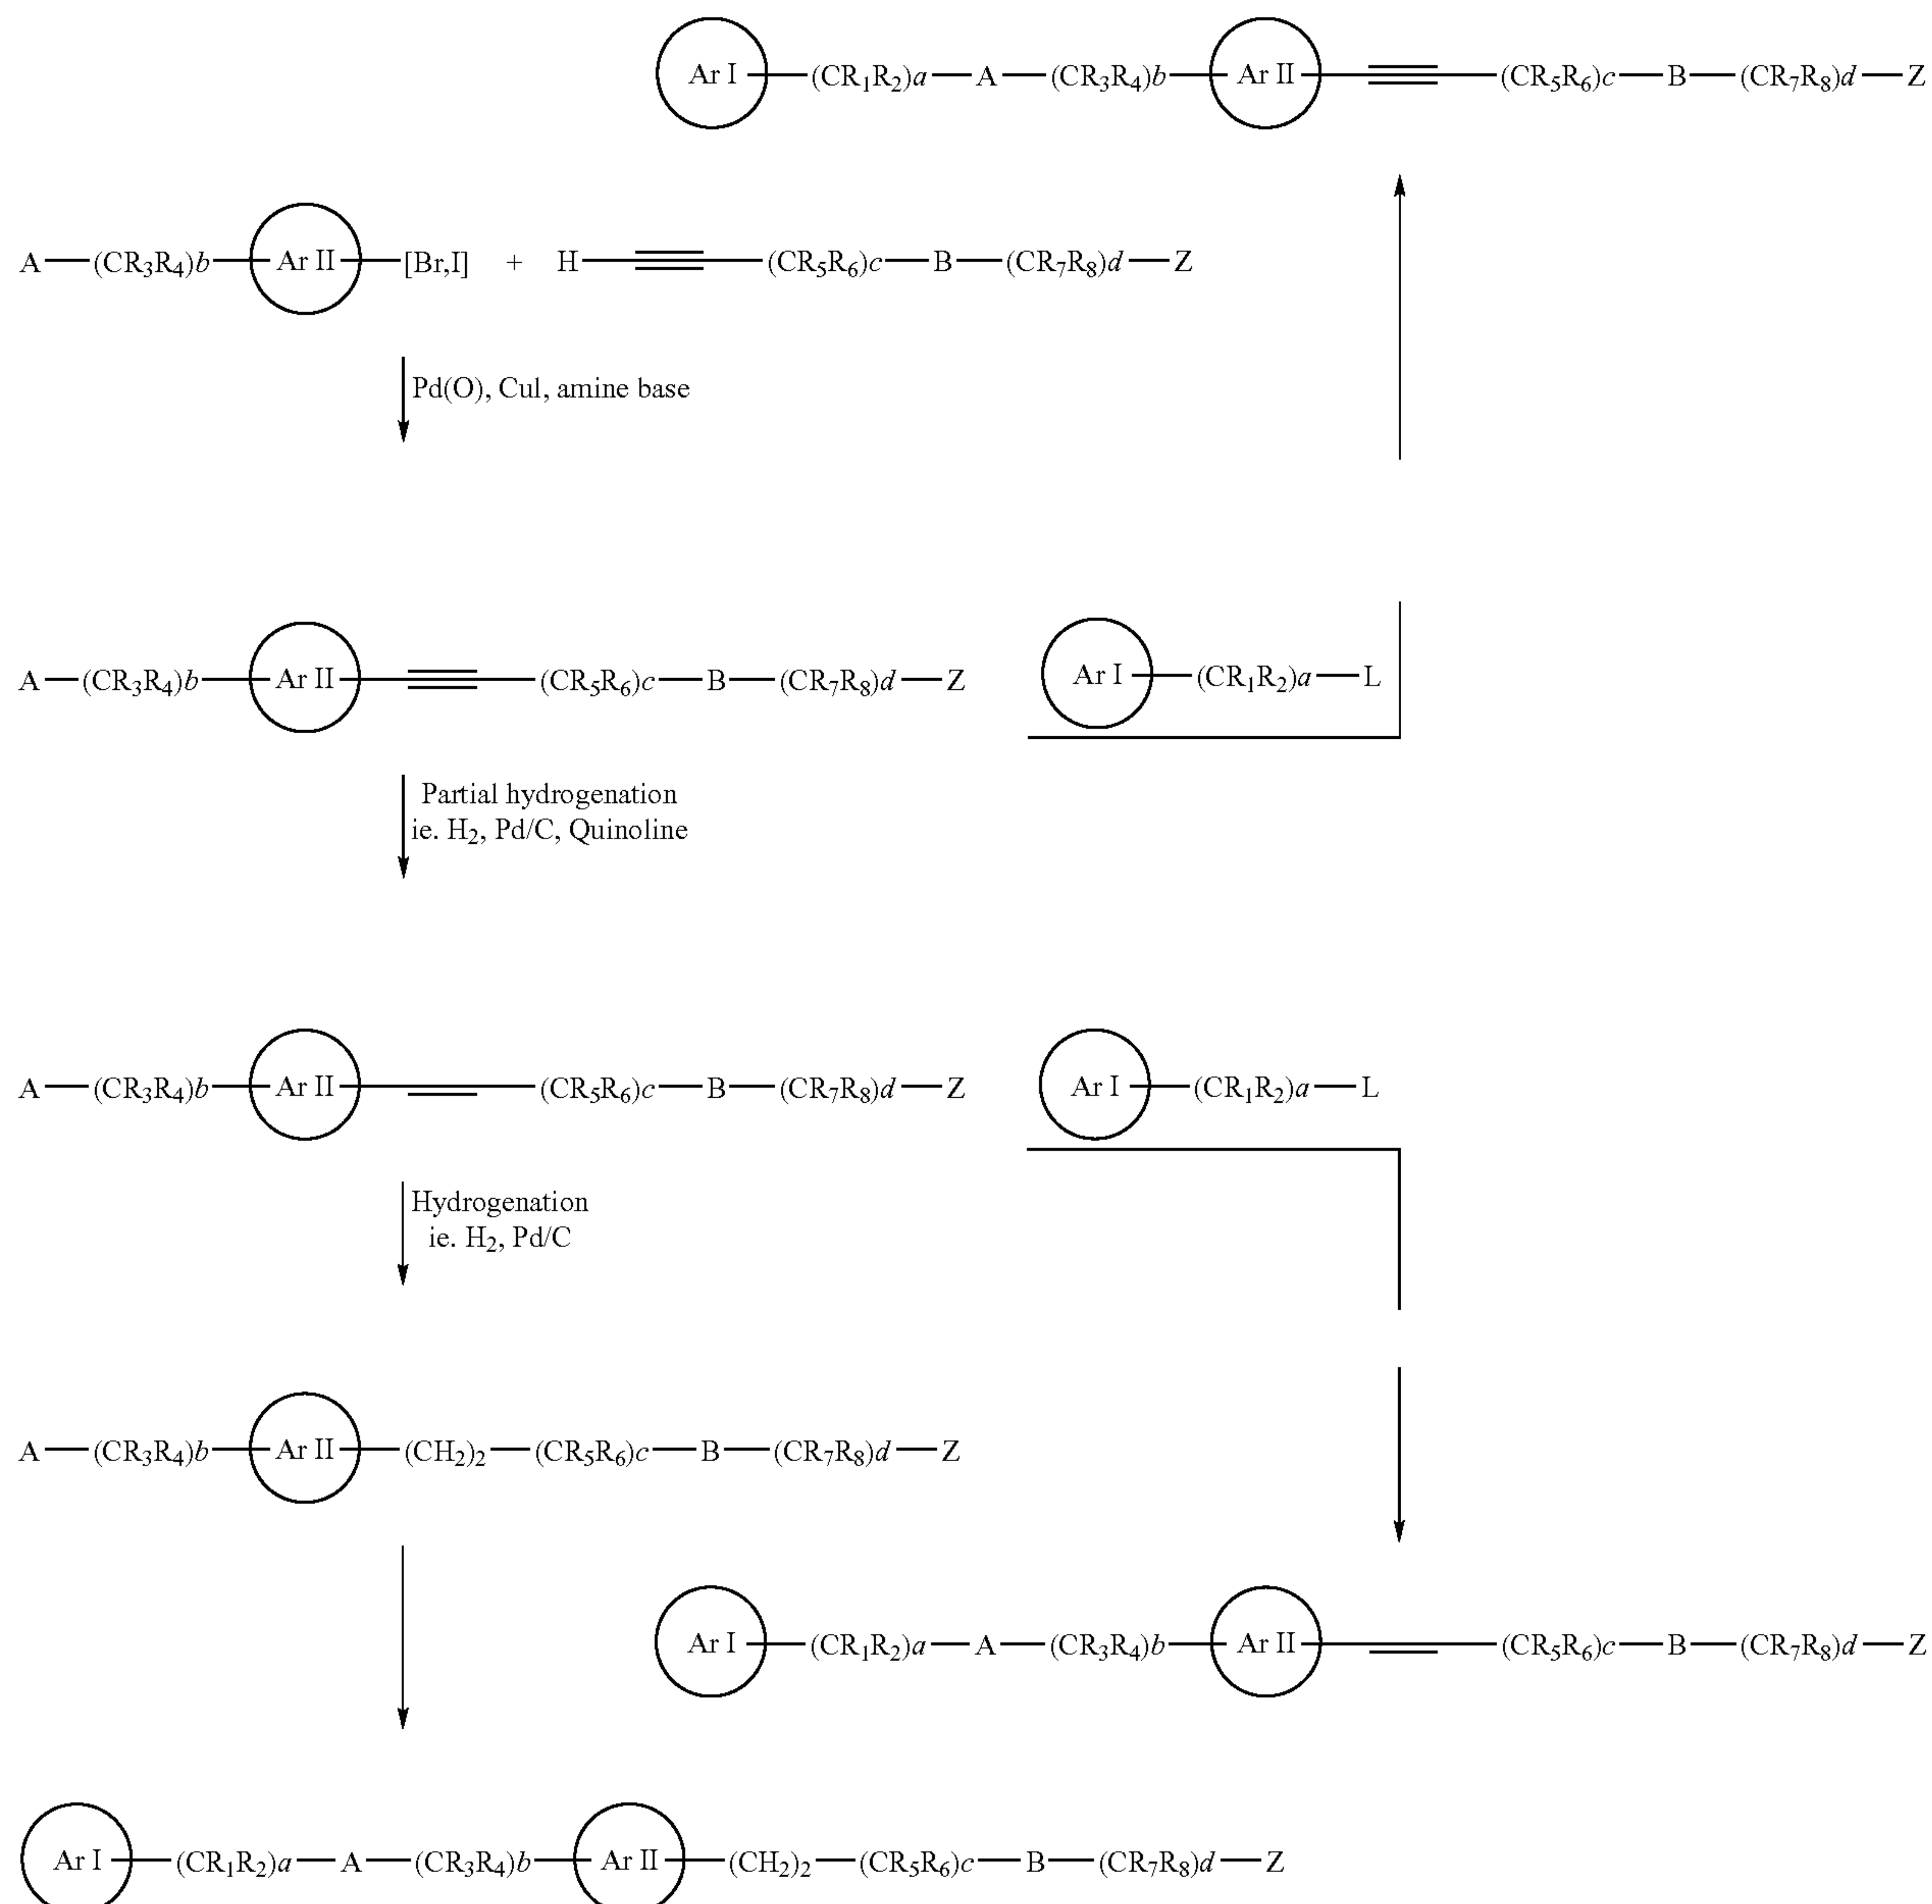 Ar I—(CR₁R₂)a—A—(CR₃R₄)b—Ar II—≡—(CR₅R₆)c—B—(CR₇R₈)d—Z
A—(CR₃R₄)b—Ar II—[Br,I] + H—≡—(CR₅R₆)c—B—(CR₇R₈)d—Z
Pd(O), CuI, amine base
A—(CR₃R₄)b—Ar II—≡—(CR₅R₆)c—B—(CR₇R₈)d—Z
Ar I—(CR₁R₂)a—L
Partial hydrogenation
ie. H₂, Pd/C, Quinoline
A—(CR₃R₄)b—Ar II—=—(CR₅R₆)c—B—(CR₇R₈)d—Z
Ar I—(CR₁R₂)a—L
Hydrogenation
ie. H₂, Pd/C
A—(CR₃R₄)b—Ar II—(CH₂)₂—(CR₅R₆)c—B—(CR₇R₈)d—Z
Ar I—(CR₁R₂)a—A—(CR₃R₄)b—Ar II—=—(CR₅R₆)c—B—(CR₇R₈)d—Z
Ar I—(CR₁R₂)a—A—(CR₃R₄)b—Ar II—(CH₂)₂—(CR₅R₆)c—B—(CR₇R₈)d—Z